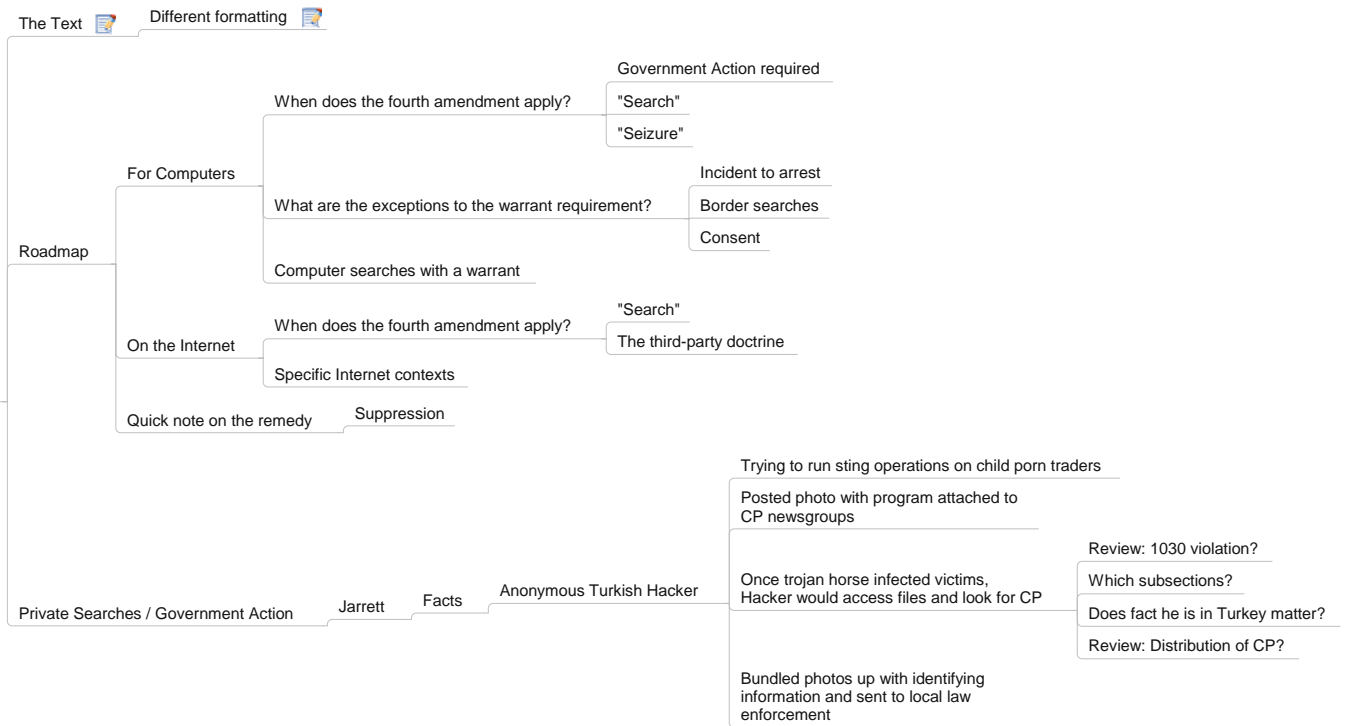 The Text
Different formatting
Roadmap
For Computers
When does the fourth amendment apply?
Government Action required
"Search"
"Seizure"
What are the exceptions to the warrant requirement?
Incident to arrest
Border searches
Consent
Computer searches with a warrant
On the Internet
When does the fourth amendment apply?
"Search"
The third-party doctrine
Specific Internet contexts
Quick note on the remedy
Suppression
Private Searches / Government Action
Jarrett
Facts
Anonymous Turkish Hacker
Trying to run sting operations on child porn traders
Posted photo with program attached to
CP newsgroups
Once trojan horse infected victims,
Hacker would access files and look for CP
Review: 1030 violation?
Which subsections?
Does fact he is in Turkey matter?
Review: Distribution of CP?
Bundled photos up with identifying
information and sent to local law
enforcement